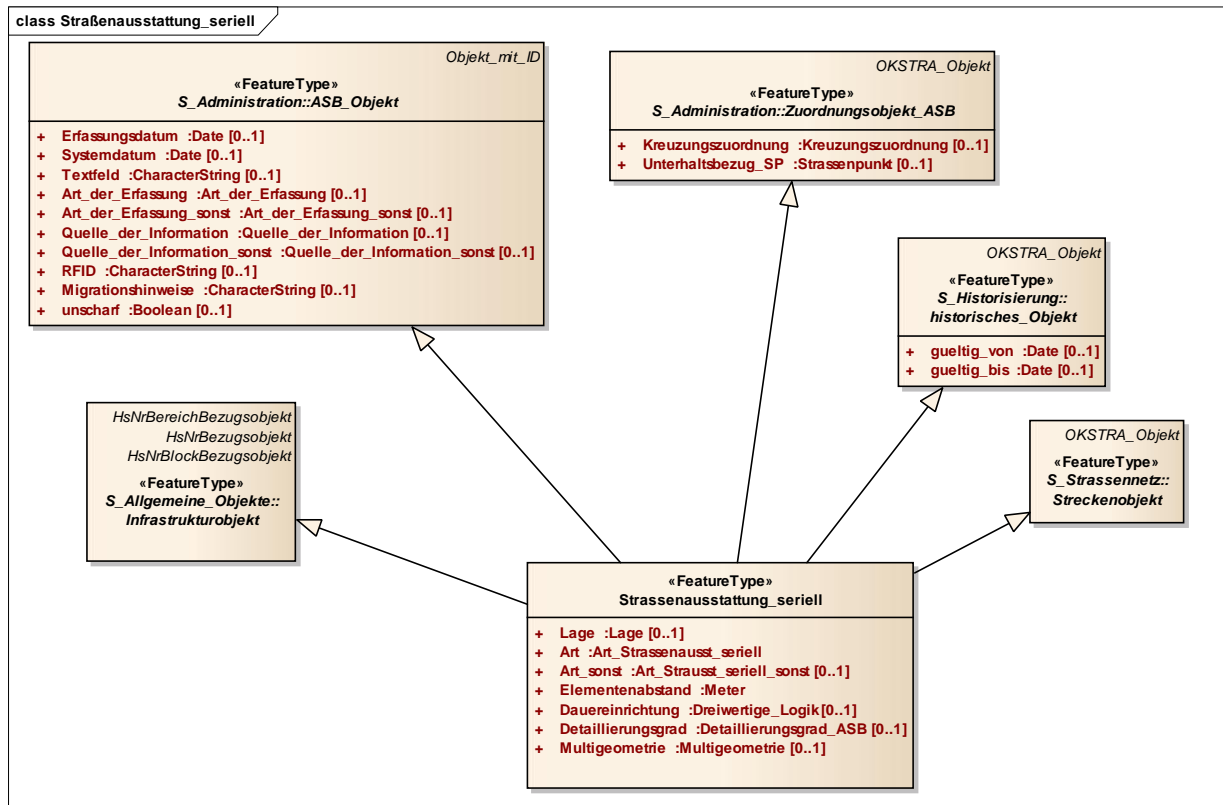 class Straßenausstattung_seriell
Objekt_mit_ID
«FeatureType»
S_Administration::ASB_Objekt
+ Erfassungsdatum :Date [0..1]
+ Systemdatum :Date [0..1]
+ Textfeld :CharacterString [0..1]
+ Art_der_Erfassung :Art_der_Erfassung [0..1]
+ Art_der_Erfassung_sonst :Art_der_Erfassung_sonst [0..1]
+ Quelle_der_Information :Quelle_der_Information [0..1]
+ Quelle_der_Information_sonst :Quelle_der_Information_sonst [0..1]
+ RFID :CharacterString [0..1]
+ Migrationshinweise :CharacterString [0..1]
+ unscharf :Boolean [0..1]
OKSTRA_Objekt
«FeatureType»
S_Administration::Zuordnungsobjekt_ASB
+ Kreuzungszuordnung :Kreuzungszuordnung [0..1]
+ Unterhaltsbezug_SP :Strassenpunkt [0..1]
OKSTRA_Objekt
«FeatureType»
S_Historisierung::
historisches_Objekt
+ gueltig_von :Date [0..1]
+ gueltig_bis :Date [0..1]
HsNrBereichBezugsobjekt
HsNrBezugsobjekt
HsNrBlockBezugsobjekt
«FeatureType»
S_Allgemeine_Objekte::
Infrastrukturobjekt
OKSTRA_Objekt
«FeatureType»
S_Strassennetz::
Streckenobjekt
«FeatureType»
Strassenausstattung_seriell
+ Lage :Lage [0..1]
+ Art :Art_Strassenausst_seriell
+ Art_sonst :Art_Strausst_seriell_sonst [0..1]
+ Elementenabstand :Meter
+ Dauereinrichtung :Dreiwertige_Logik [0..1]
+ Detaillierungsgrad :Detaillierungsgrad_ASB [0..1]
+ Multigeometrie :Multigeometrie [0..1]